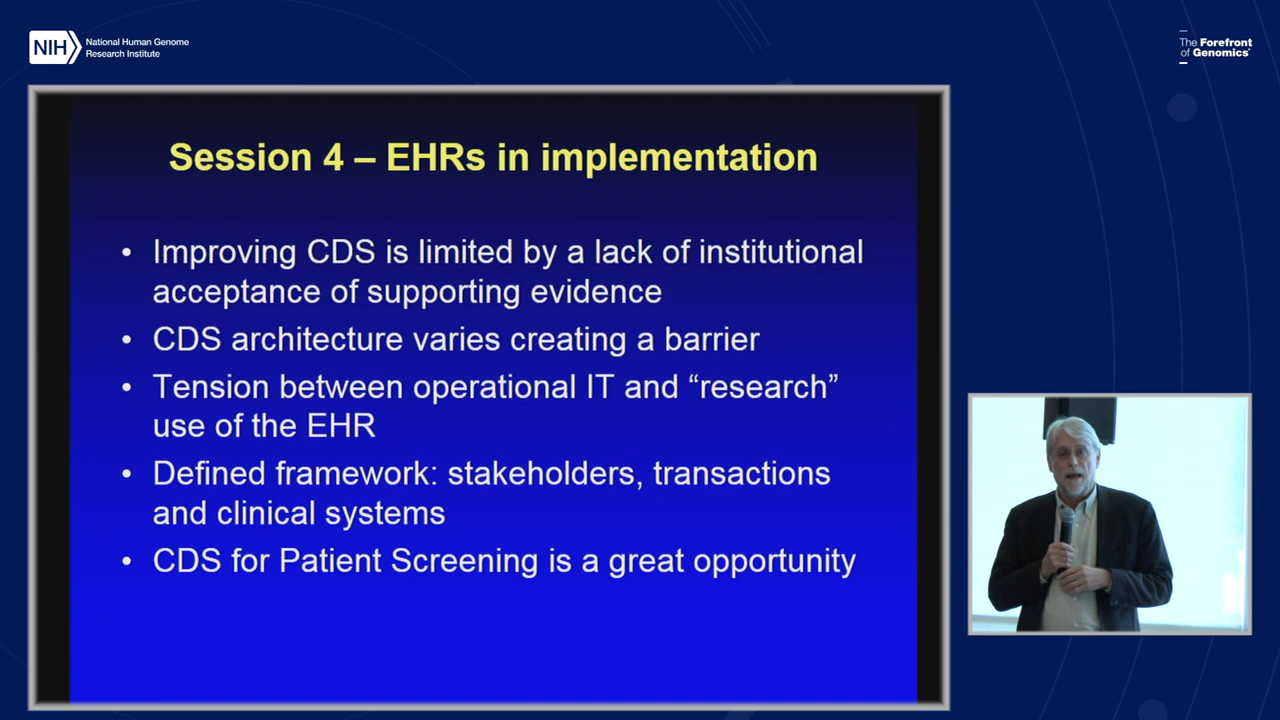 NIH
National Human Genome
Research Institute
The Forefront
of Genomics®
Session 4 – EHRs in implementation
• Improving CDS is limited by a lack of institutional
acceptance of supporting evidence
• CDS architecture varies creating a barrier
• Tension between operational IT and “research”
use of the EHR
• Defined framework: stakeholders, transactions
and clinical systems
• CDS for Patient Screening is a great opportunity